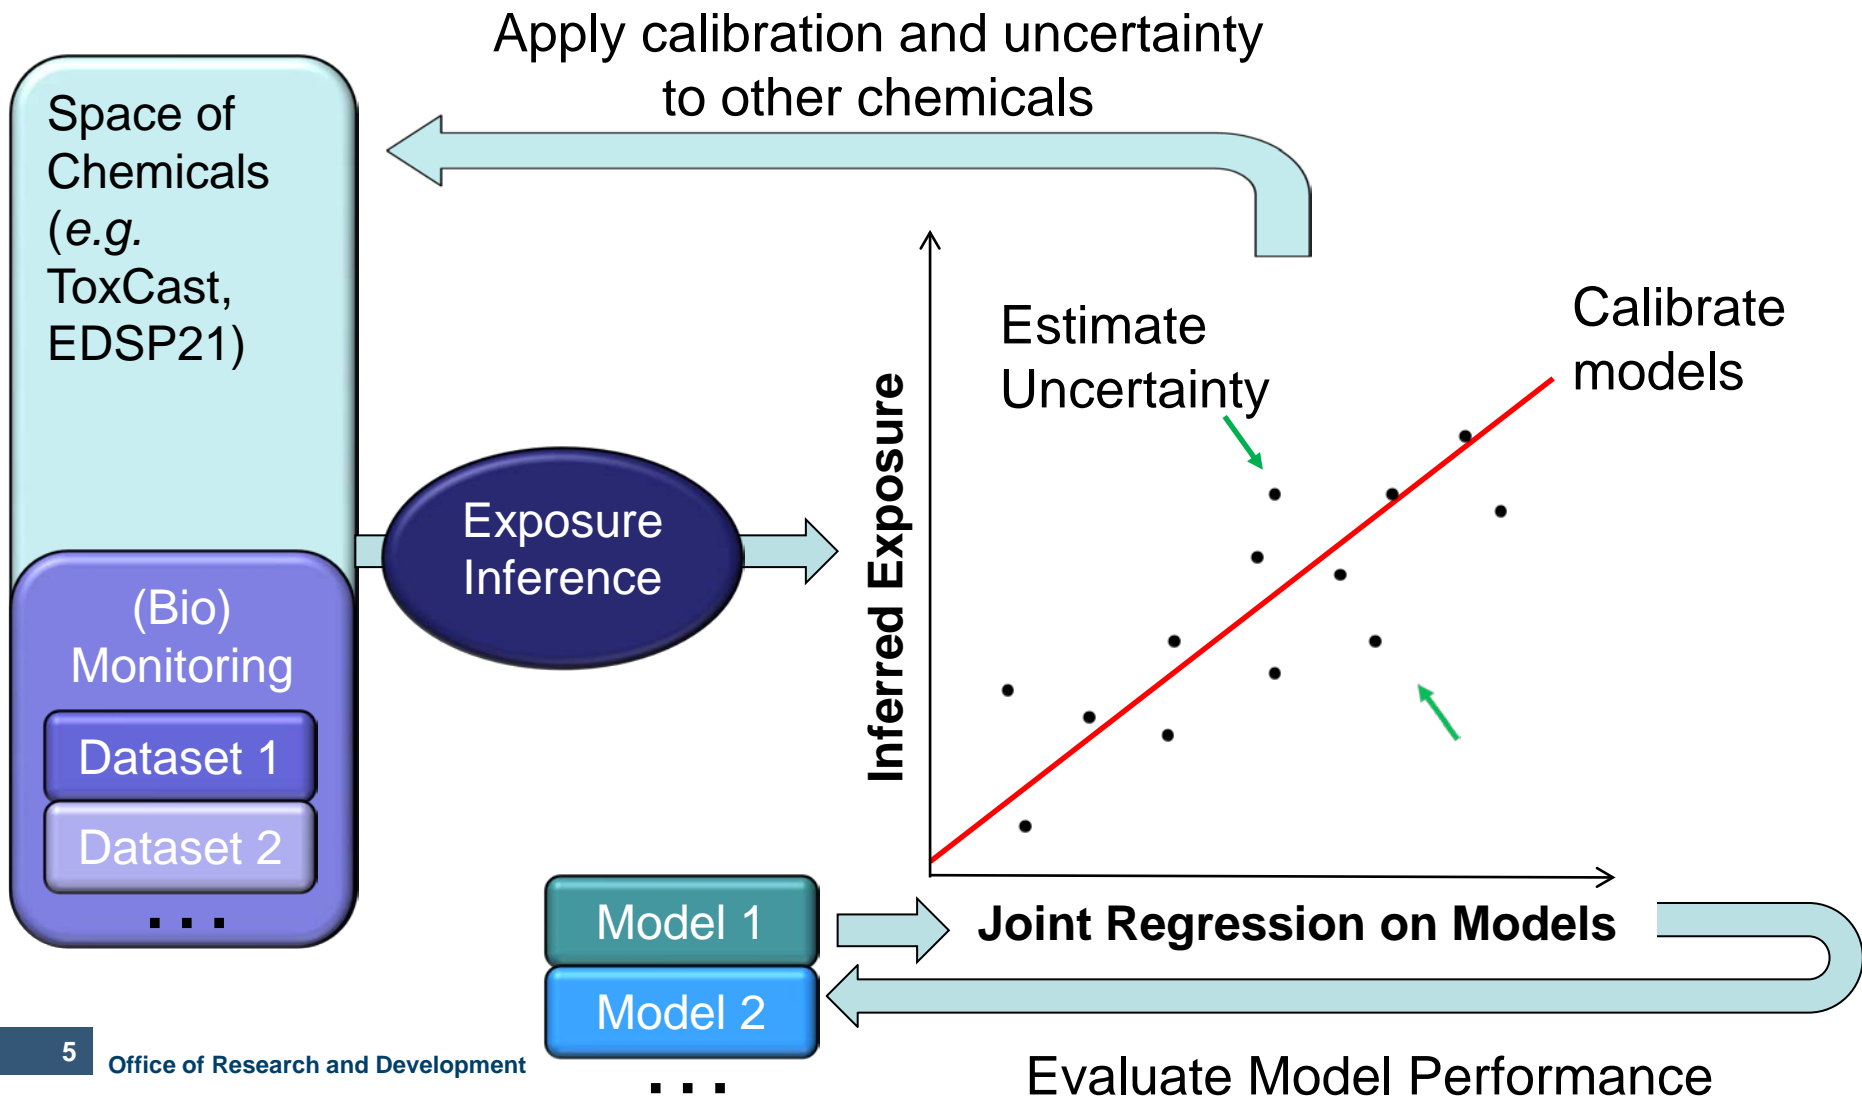 Apply calibration and uncertainty
to other chemicals
Space of
Chemicals
(e.g.
ToxCast,
EDSP21)
(Bio)
Monitoring
Dataset 1
Dataset 2
...
Exposure
Inference
Inferred Exposure
Estimate
Uncertainty
Calibrate
models
Joint Regression on Models
Model 1
Model 2
...
Evaluate Model Performance
5
Office of Research and Development